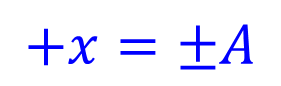 +x = ±A